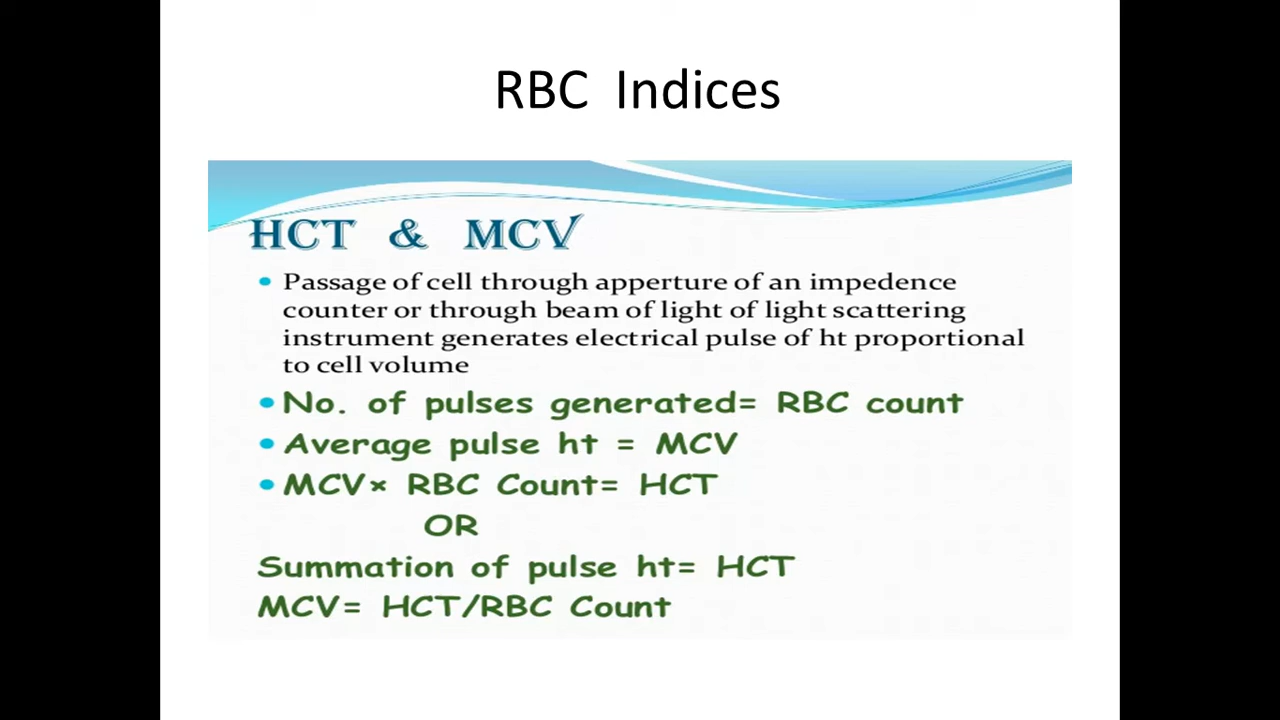 RBC Indices
HCT & MCV
• Passage of cell through apperture of an impedence
counter or through beam of light of light scattering
instrument generates electrical pulse of ht proportional
to cell volume
• No. of pulses generated= RBC count
• Average pulse ht = MCV
• MCV× RBC Count= HCT
OR
Summation of pulse ht= HCT
MCV= HCT/RBC Count